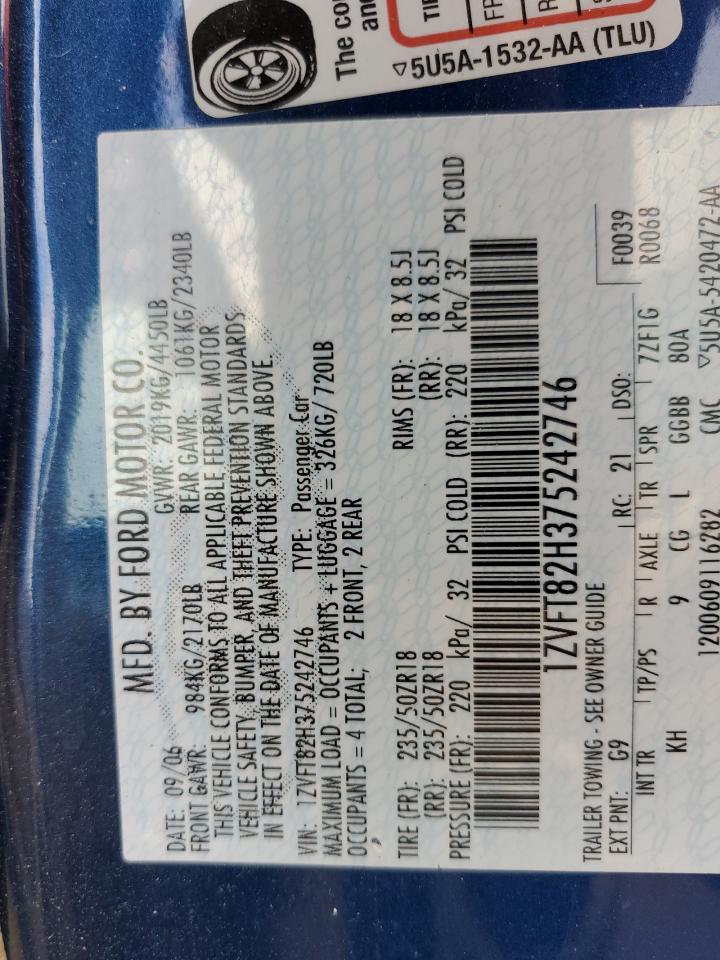 The co
an
TI
FR
R
▽5U5A-1532-AA (TLU)
MFD. BY FORD MOTOR CO.
DATE: 09/06 GVWR: 2019KG/4450LB
FRONT GAWR: 984KG/2170LB REAR GAWR: 1061KG/2340LB
THIS VEHICLE CONFORMS TO ALL APPLICABLE FEDERAL MOTOR
VEHICLE SAFETY, BUMPER, AND THEFT PREVENTION STANDARDS
IN EFFECT ON THE DATE OF MANUFACTURE SHOWN ABOVE.
VIN: 1ZVFT82H375242746 TYPE: Passenger Car
MAXIMUM LOAD = OCCUPANTS + LUGGAGE = 326KG/ 720LB
OCCUPANTS = 4 TOTAL; 2 FRONT, 2 REAR
TIRE (FR): 235/50ZR18 RIMS (FR): 18 X 8.5J
(RR): 235/50ZR18 (RR): 18 X 8.5J
PRESSURE (FR): 220 kPa/ 32 PSI COLD (RR): 220 kPa/ 32 PSI COLD
1ZVFT82H375242746
TRAILER TOWING - SEE OWNER GUIDE
EXT PNT: G9 RC: 21 DSO: F0039
INT TR TP/PS R AXLE TR SPR 7ZF1G R0068
KH 9 CG L GGBB 80A
1200609116282 CMC ▽5U5A-5420472-AA